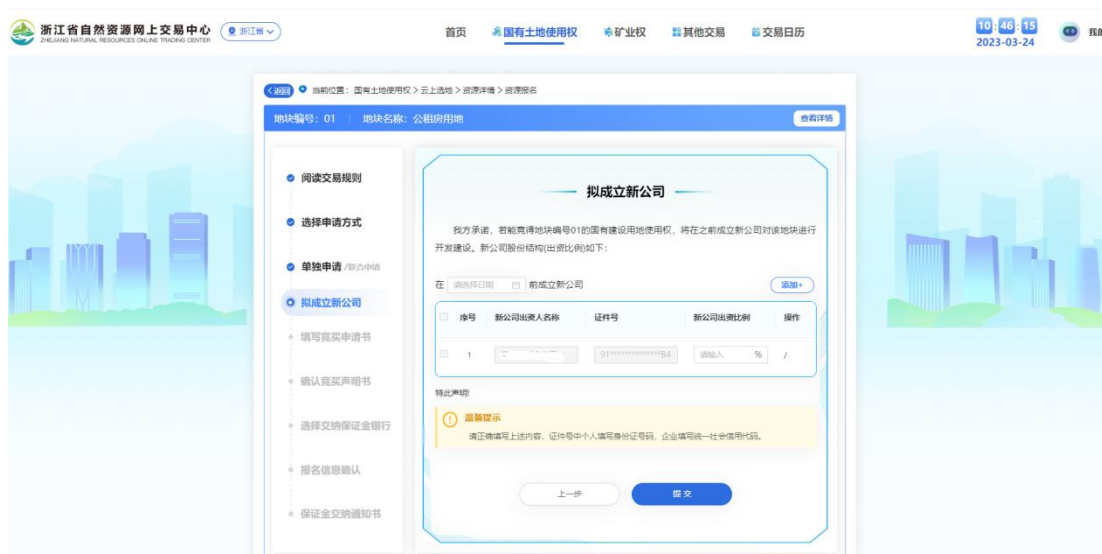 浙江省自然资源网上交易中心
ZHEJIANG NATURAL RESOURCES ONLINE TRADING CENTER
浙江省
首页 国有土地使用权 矿业权 其他交易 交易日历
10:46:15
2023-03-24
返回 当前位置：国有土地使用权 > 云上选地 > 资源详情 > 资源报名
地块编号：01 | 地块名称：公租房用地 查看详情
阅读交易规则
选择申请方式
单独申请 /联合申请
拟成立新公司
填写竞买申请书
确认竞买声明书
选择交纳保证金银行
报名信息确认
保证金交纳通知书
拟成立新公司
我方承诺，若能竞得地块编号01的国有建设用地使用权，将在之前成立新公司对该地块进行
开发建设。新公司股份结构(出资比例)如下：
在 请选择日期 前成立新公司 添加+
序号 新公司出资人名称 证件号 新公司出资比例 操作
1 请输入 % /
特此声明!
温馨提示
请正确填写上述内容，证件号中个人填写身份证号码，企业填写统一社会信用代码。
上一步 提交